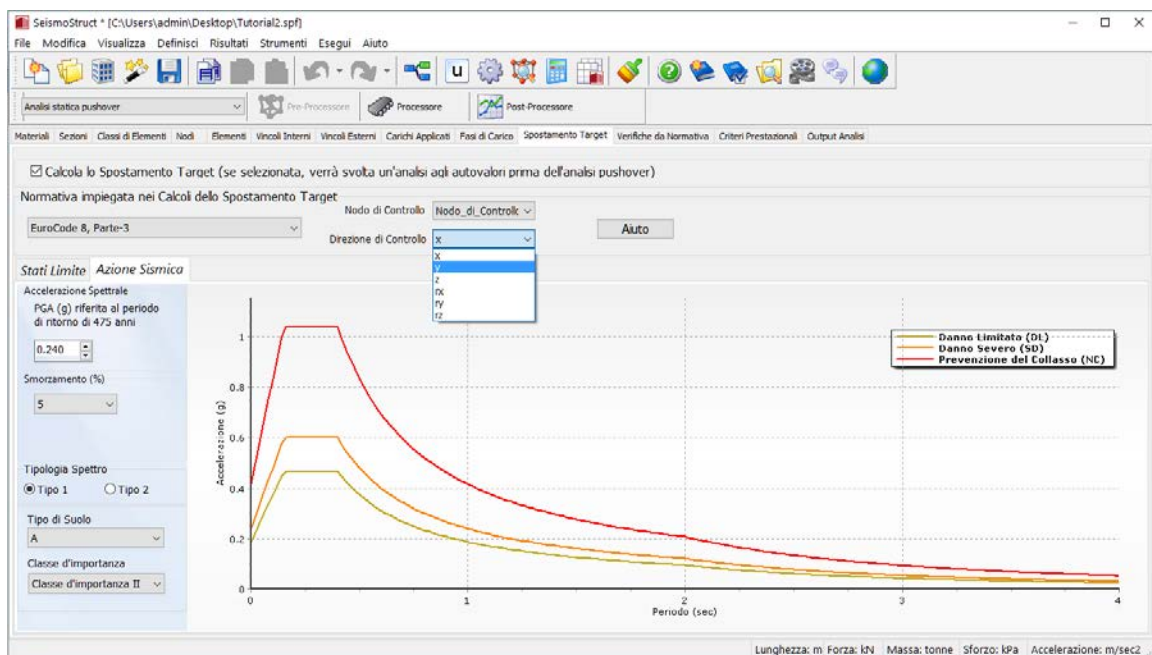 SeismoStruct * [C:\Users\admin\Desktop\Tutorial2.spf]
File Modifica Visualizza Definisci Risultati Strumenti Esegui Aiuto
u
Analisi statica pushover Pre-Processore Processore Post-Processore
Materiali Sezioni Classi di Elementi Nodi Elementi Vincoli Interni Vincoli Esterni Carichi Applicati Fasi di Carico Spostamento Target Verifiche da Normativa Criteri Prestazionali Output Analisi
Calcola lo Spostamento Target (se selezionata, verrà svolta un'analisi agli autovalori prima dell'analisi pushover)
Normativa impiegata nei Calcoli dello Spostamento Target
Nodo di Controllo Nodo_di_Controllc
EuroCode 8, Parte-3
Aiuto
Direzione di Controllo x
x
y
z
rx
ry
rz
Stati Limite Azione Sismica
Accelerazione Spettrale
PGA (g) riferita al periodo
di ritorno di 475 anni
0.240
Smorzamento (%)
5
Tipologia Spettro
Tipo 1 Tipo 2
Tipo di Suolo
A
Classe d'importanza
Classe d'importanza II
Danno Limitato (DL)
Danno Severo (SD)
Prevenzione del Collasso (NC)
Accelerazione (g)
1
0.8
0.6
0.4
0.2
0
0 1 2 3 4
Periodo (sec)
Lunghezza: m Forza: kN Massa: tonne Sforzo: kPa Accelerazione: m/sec2